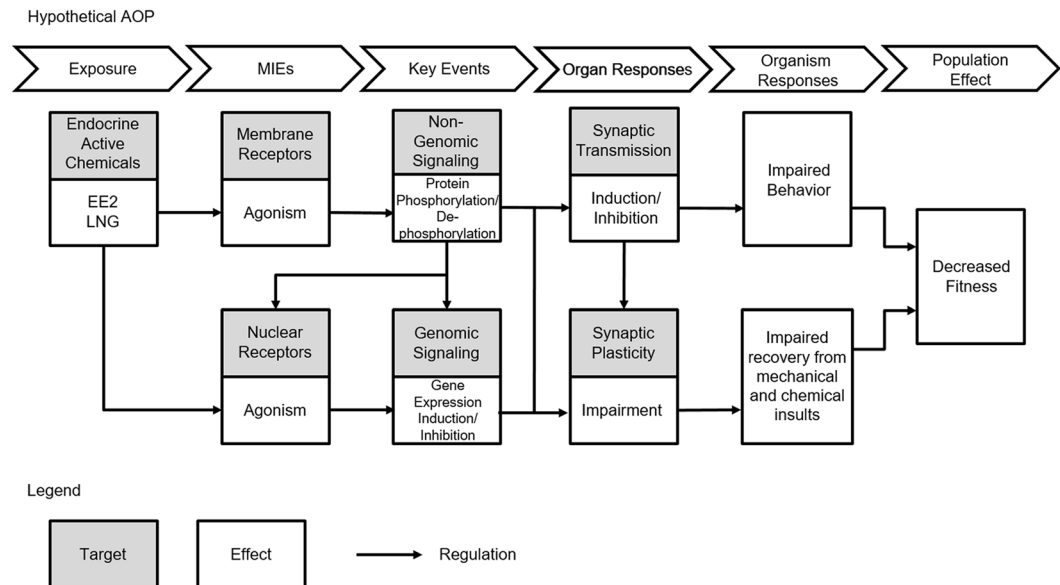 Hypothetical AOP
Exposure
MIEs
Key Events
Organ Responses
Organism
Responses
Population
Effect
Endocrine
Active
Chemicals
EE2
LNG
Membrane
Receptors
Agonism
Non-
Genomic
Signaling
Protein
Phosphorylation/
De-
phosphorylation
Synaptic
Transmission
Induction/
Inhibition
Impaired
Behavior
Decreased
Fitness
Nuclear
Receptors
Agonism
Genomic
Signaling
Gene
Expression
Induction/
Inhibition
Synaptic
Plasticity
Impairment
Impaired
recovery from
mechanical
and chemical
insults
Legend
Target
Effect
Regulation